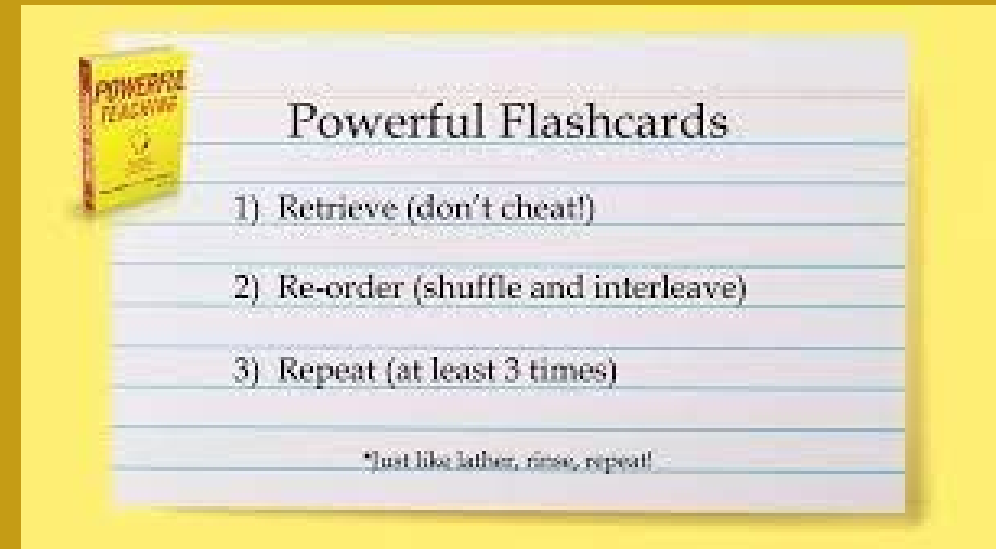 POWERFUL
TEACHING
Powerful Flashcards
1) Retrieve (don't cheat!)
2) Re-order (shuffle and interleave)
3) Repeat (at least 3 times)
*Just like lather, rinse, repeat!